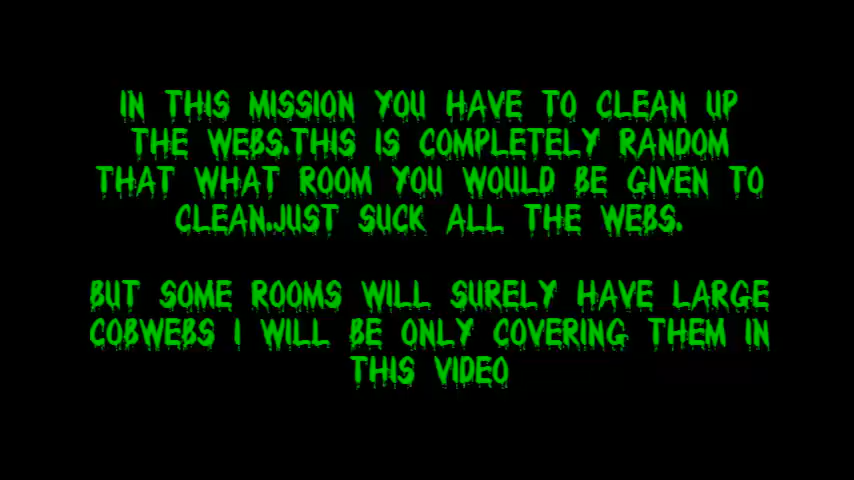 IN THIS MISSION YOU HAVE TO CLEAN UP
THE WEBS.THIS IS COMPLETELY RANDOM
THAT WHAT ROOM YOU WOULD BE GIVEN TO
CLEAN.JUST SUCK ALL THE WEBS.
BUT SOME ROOMS WILL SURELY HAVE LARGE
COBWEBS I WILL BE ONLY COVERING THEM IN
THIS VIDEO